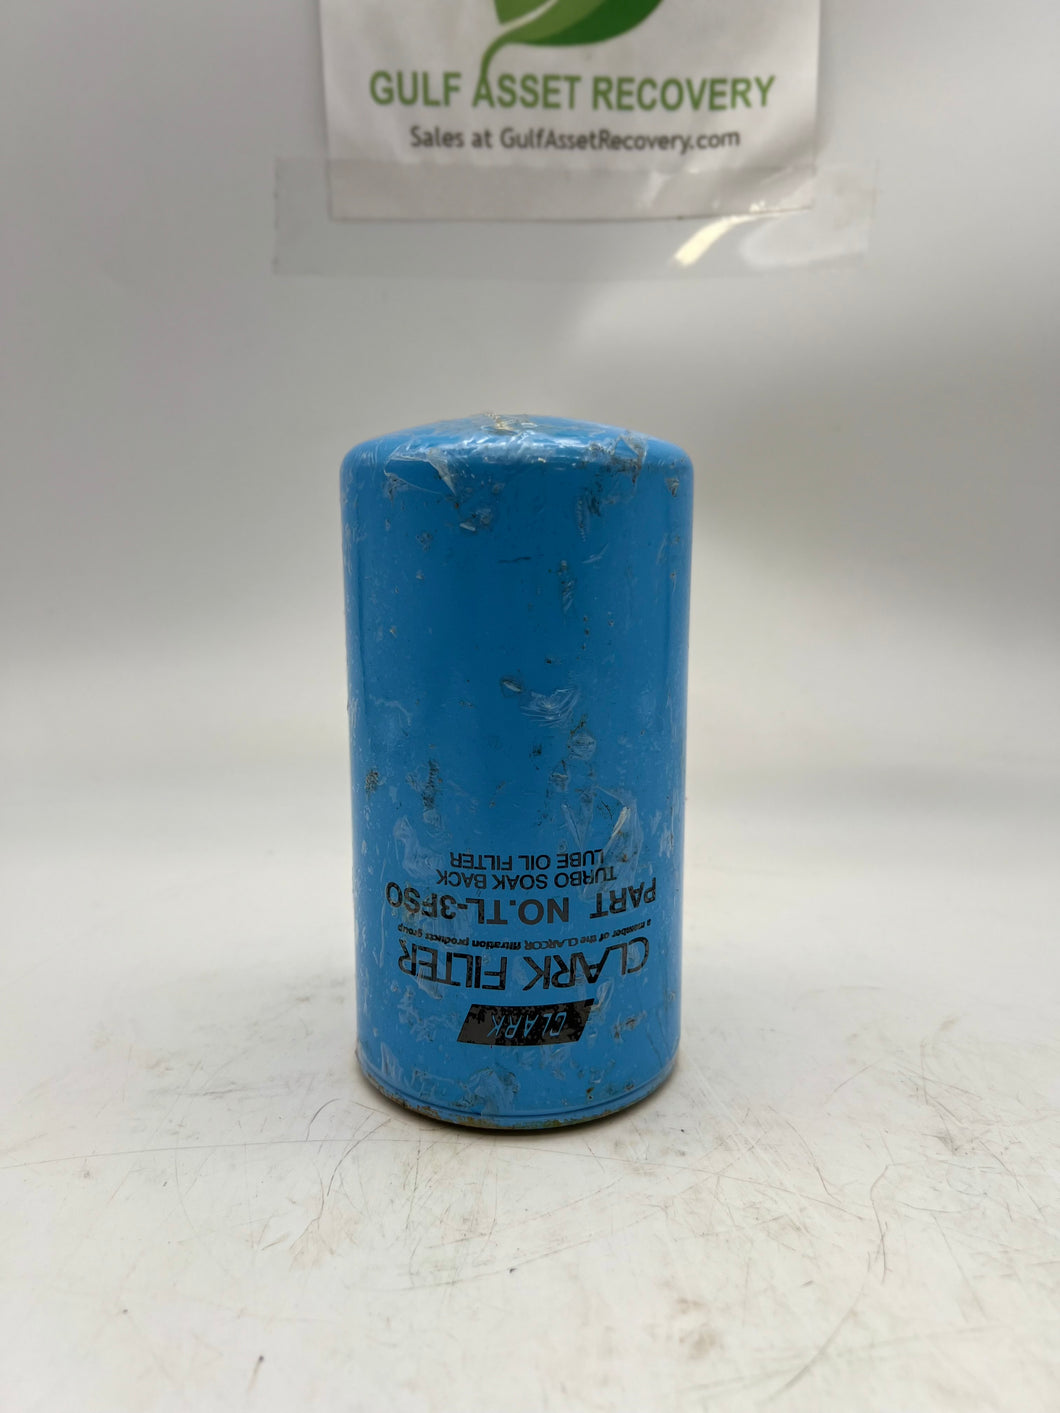 GULF ASSET RECOVERY
Sales at GulfAssetRecovery.com
CLARK
CLARK FILTER
a member of the CLARCOR filtration products group
PART NO.TL-3FSO
TURBO SOAK BACK
LUBE OIL FILTER